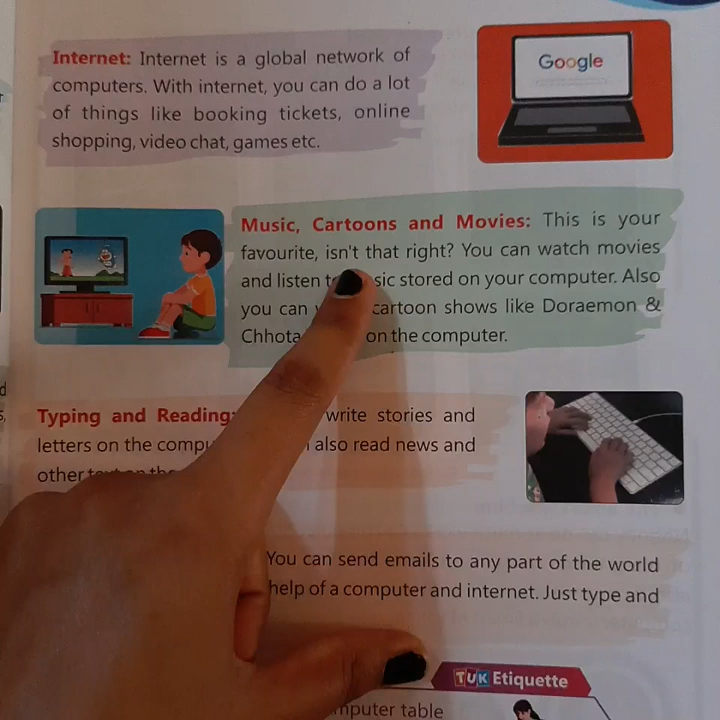 Internet: Internet is a global network of
computers. With internet, you can do a lot
of things like booking tickets, online
shopping, video chat, games etc.
Google
Music, Cartoons and Movies: This is your
favourite, isn't that right? You can watch movies
and listen stored on your computer. Also
you can cartoon shows like Doraemon &
Chhota on the computer.
Typing and Reading: write stories and
letters on the also read news and
other
You can send emails to any part of the world
help of a computer and internet. Just type and
TUK Etiquette
table